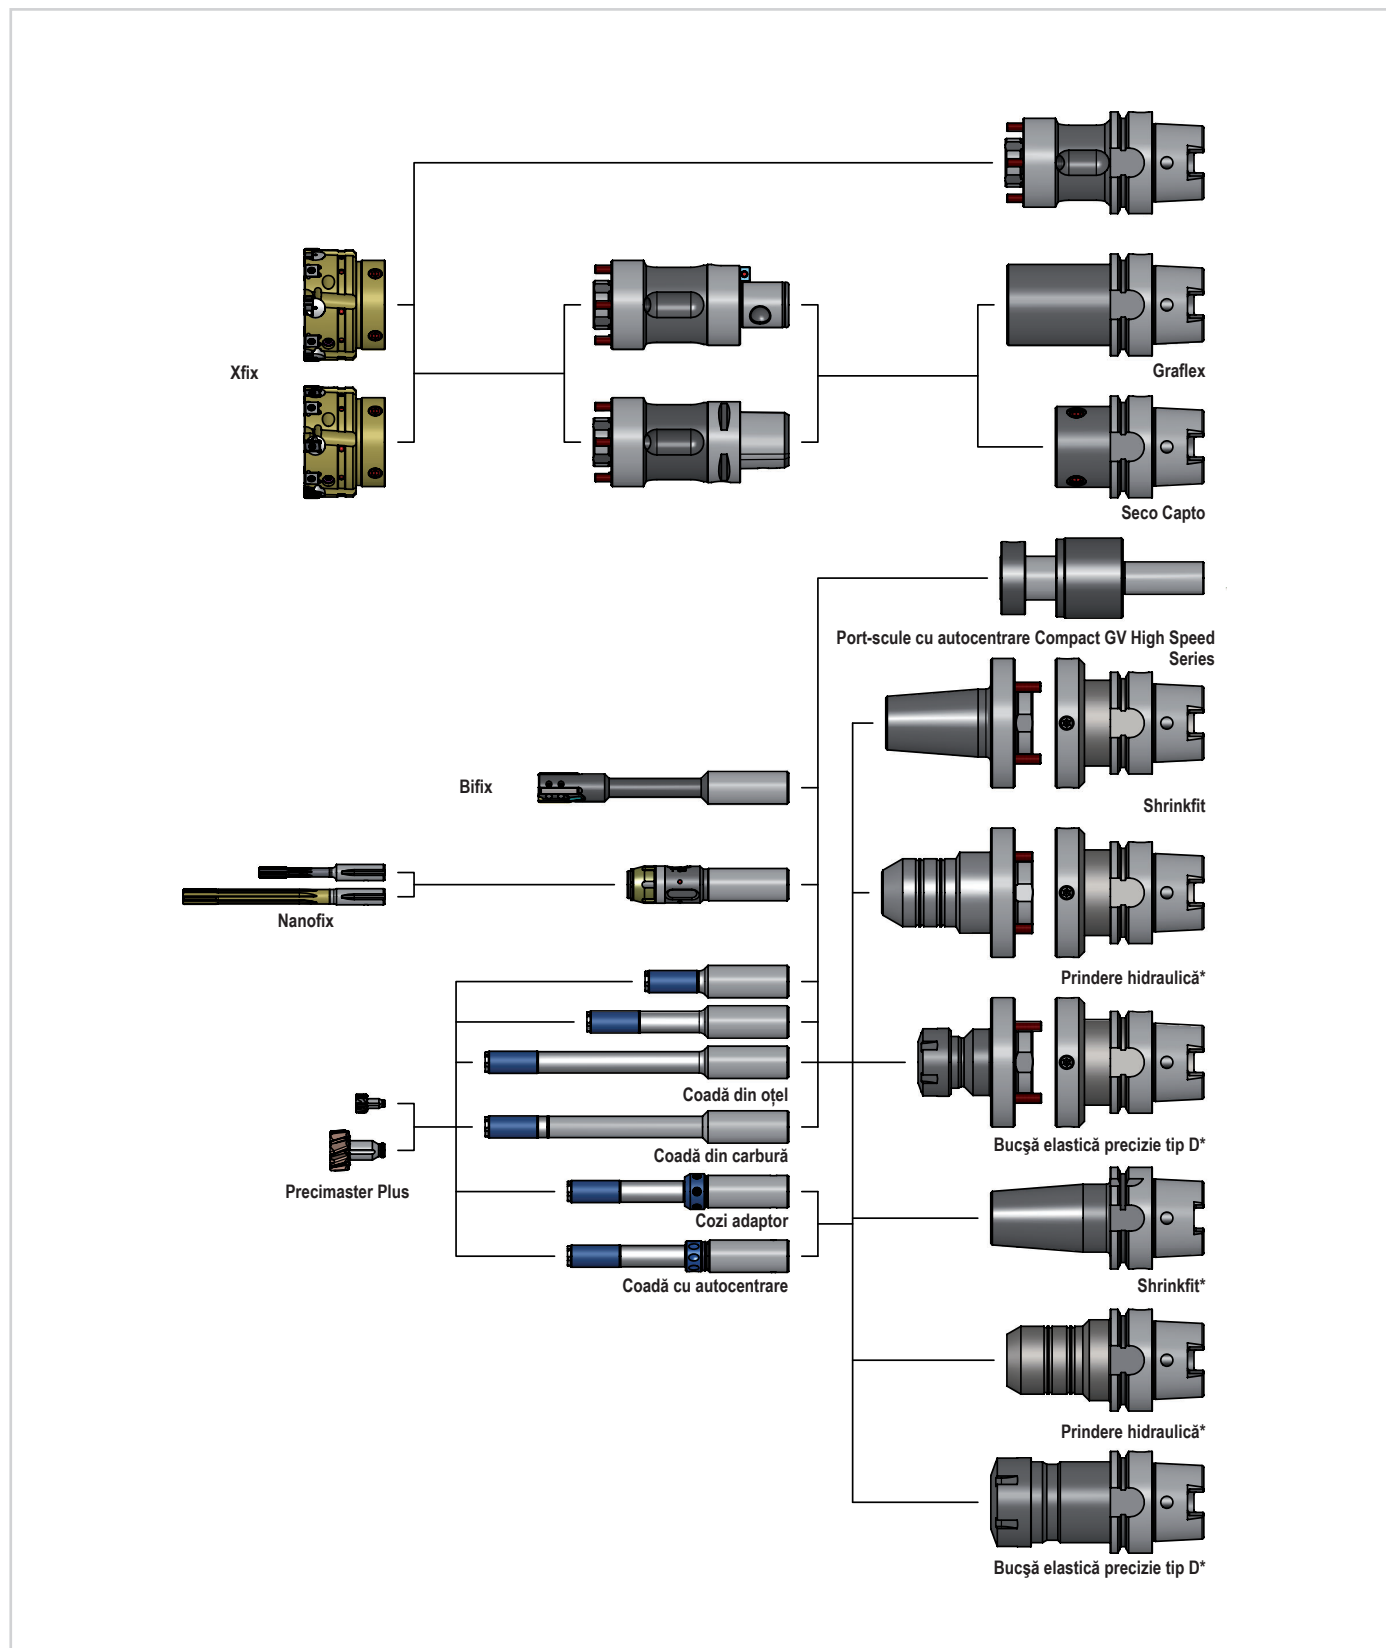 Xfix
Graflex
Seco Capto
Port-scule cu autocentrare Compact GV High Speed
Series
Bifix
Shrinkfit
Nanofix
Prindere hidraulică*
Coadă din oțel
Bucşă elastică precizie tip D*
Coadă din carbură
Precimaster Plus
Cozi adaptor
Coadă cu autocentrare
Shrinkfit*
Prindere hidraulică*
Bucşă elastică precizie tip D*